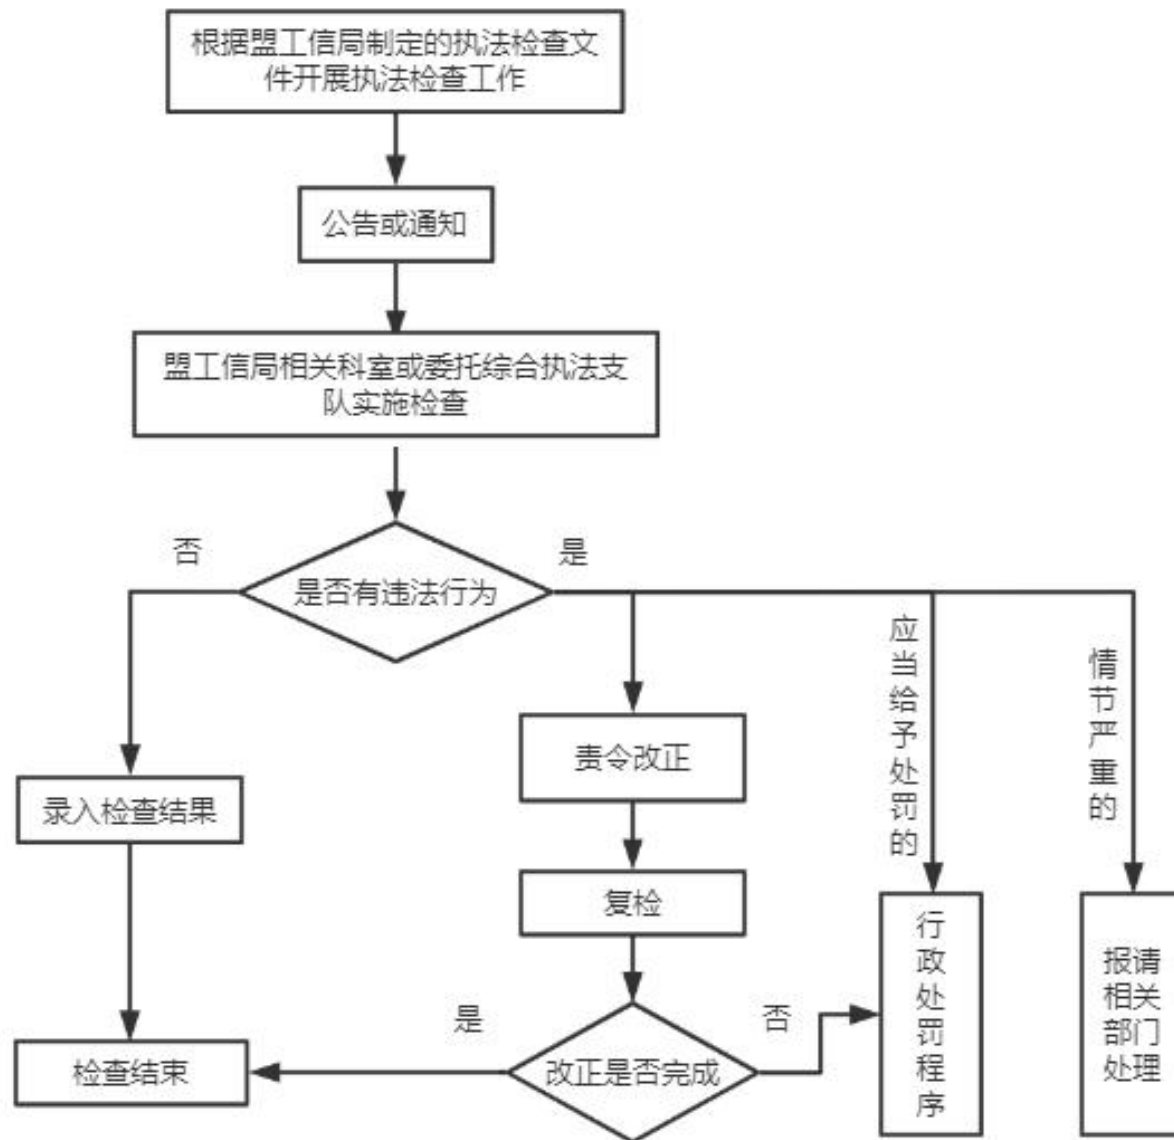 根据盟工信局制定的执法检查文
件开展执法检查工作
公告或通知
盟工信局相关科室或委托综合执法支
队实施检查
否
是
是否有违法行为
应当给予处罚的
情节严重的
责令改正
录入检查结果
复检
行政处罚程序
报请
相关
部门
处理
是
否
改正是否完成
检查结束